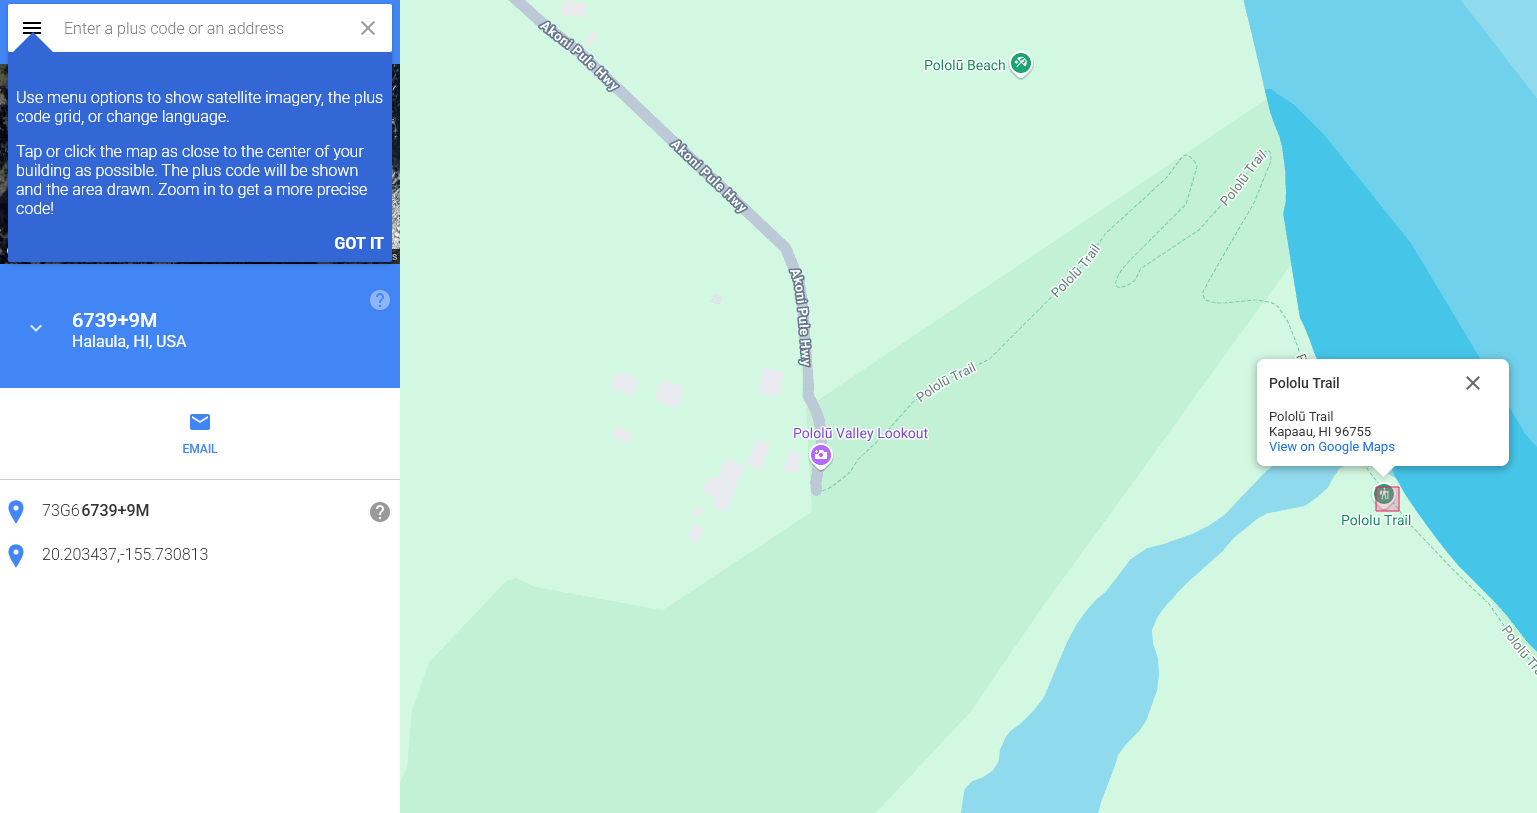 Enter a plus code or an address
Use menu options to show satellite imagery, the plus
code grid, or change language.
Tap or click the map as close to the center of your
building as possible. The plus code will be shown
and the area drawn. Zoom in to get a more precise
code!
GOT IT
6739+9M
Halaula, HI, USA
EMAIL
73G66739+9M
20.203437,-155.730813
Akoni Pule Hwy
Akoni Pule Hwy
Akoni Pule Hwy
Pololū Beach
Pololū Trail
Pololū Trail
Pololū Trail
Pololū Valley Lookout
Pololu Trail
Pololū Trail
Kapaau, HI 96755
View on Google Maps
Pololu Trail